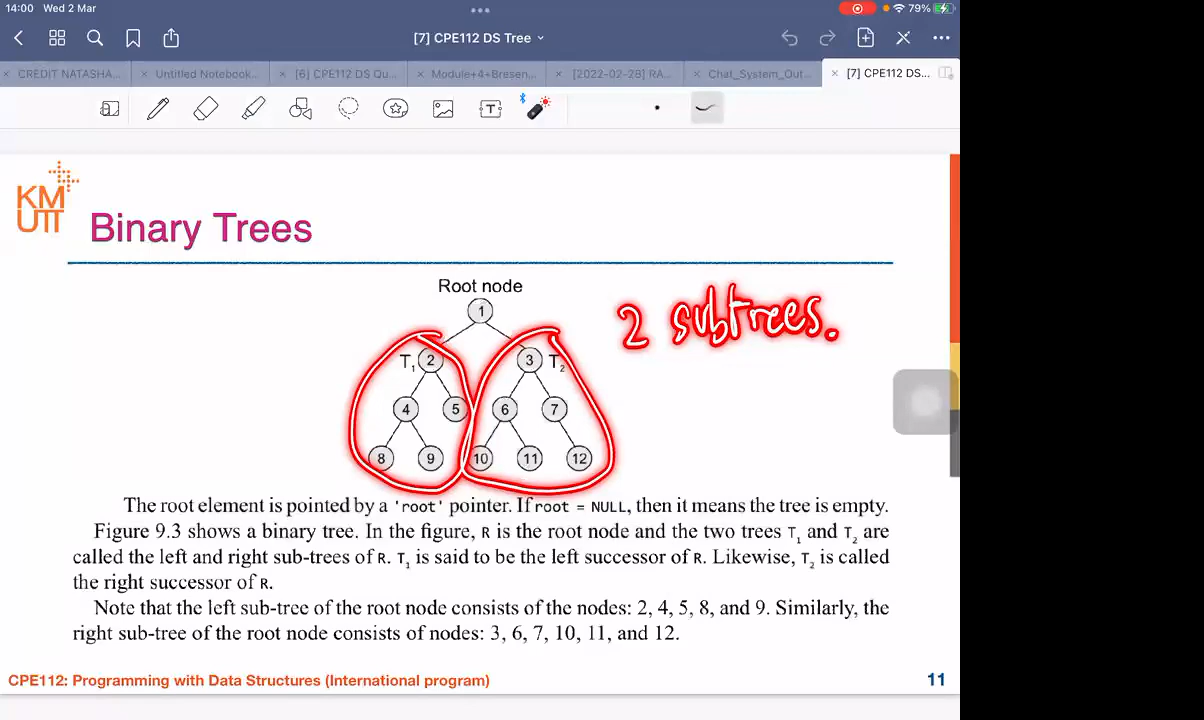 14:00 Wed 2 Mar
79%
[7] CPE112 DS Tree
CREDIT NATASHA...
Untitled Notebook...
[6] CPE112 DS Qu...
Module+4+Bresen...
[2022-02-28] RA...
Chat_System_Out...
[7] CPE112 DS...
KM
UTT
Binary Trees
Root node
1
2 subtrees.
T1 2 3 T2
4 5 6 7
8 9 10 11 12
The root element is pointed by a 'root' pointer. If root = NULL, then it means the tree is empty.
Figure 9.3 shows a binary tree. In the figure, R is the root node and the two trees T1 and T2 are
called the left and right sub-trees of R. T1 is said to be the left successor of R. Likewise, T2 is called
the right successor of R.
Note that the left sub-tree of the root node consists of the nodes: 2, 4, 5, 8, and 9. Similarly, the
right sub-tree of the root node consists of nodes: 3, 6, 7, 10, 11, and 12.
CPE112: Programming with Data Structures (International program)
11